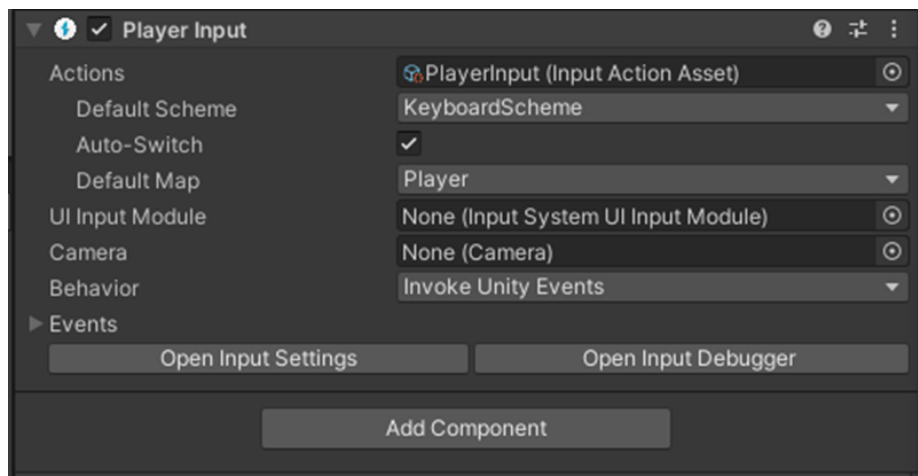 Player Input
Actions PlayerInput (Input Action Asset)
Default Scheme KeyboardScheme
Auto-Switch
Default Map Player
UI Input Module None (Input System UI Input Module)
Camera None (Camera)
Behavior Invoke Unity Events
Events
Open Input Settings Open Input Debugger
Add Component